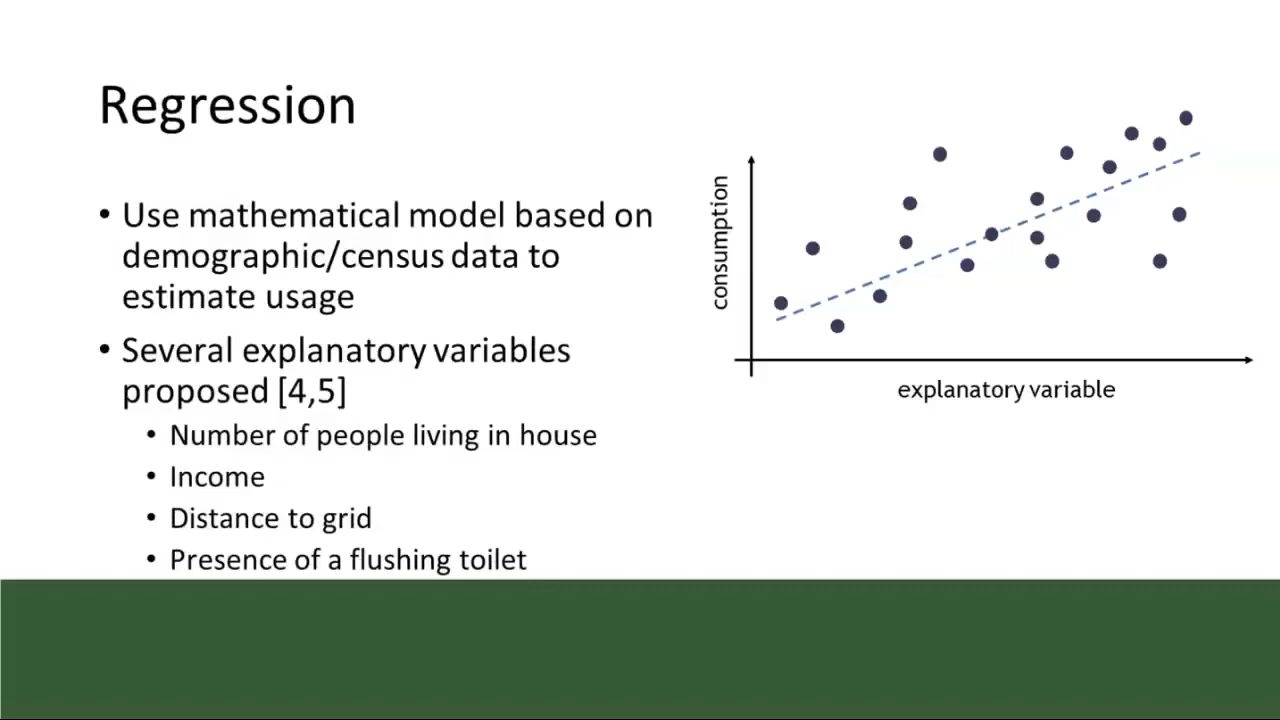 Regression
• Use mathematical model based on
demographic/census data to
estimate usage
• Several explanatory variables
proposed [4,5]
• Number of people living in house
• Income
• Distance to grid
• Presence of a flushing toilet
consumption
explanatory variable